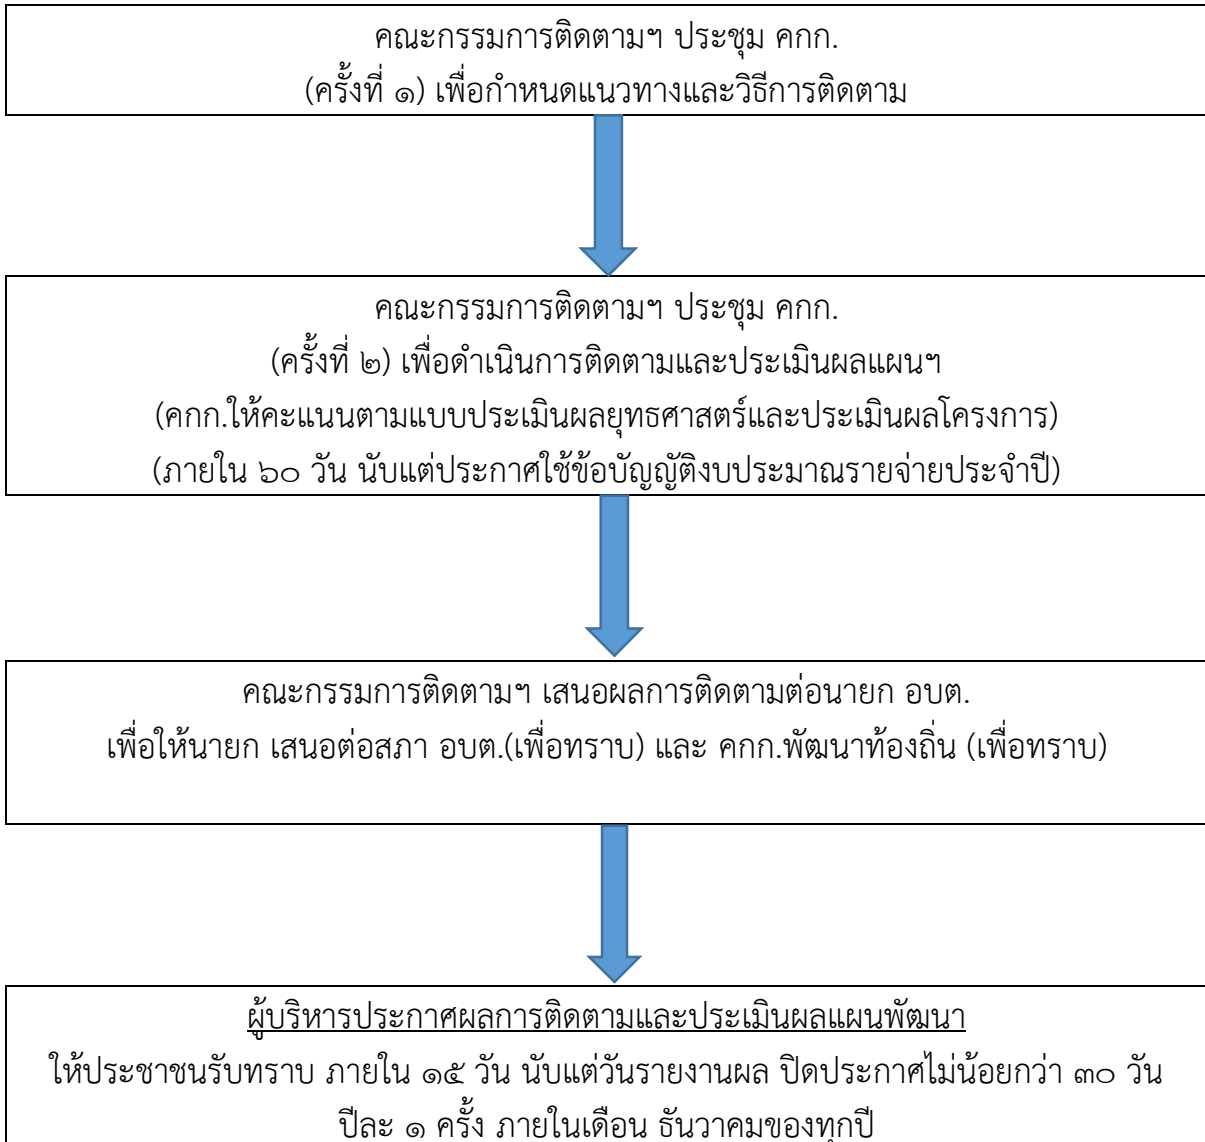 คณะกรรมการติดตามฯ ประชุม คกก.
(ครั้งที่ ๑) เพื่อกำหนดแนวทางและวิธีการติดตาม
คณะกรรมการติดตามฯ ประชุม คกก.
(ครั้งที่ ๒) เพื่อดำเนินการติดตามและประเมินผลแผนฯ
(คกก.ให้คะแนนตามแบบประเมินผลยุทธศาสตร์และประเมินผลโครงการ)
(ภายใน ๖๐ วัน นับแต่ประกาศใช้ข้อบัญญัติงบประมาณรายจ่ายประจำปี)
คณะกรรมการติดตามฯ เสนอผลการติดตามต่อนายก อบต.
เพื่อให้นายก เสนอต่อสภา อบต.(เพื่อทราบ) และ คกก.พัฒนาท้องถิ่น (เพื่อทราบ)
ผู้บริหารประกาศผลการติดตามและประเมินผลแผนพัฒนา
ให้ประชาชนรับทราบ ภายใน ๑๕ วัน นับแต่วันรายงานผล ปิดประกาศไม่น้อยกว่า ๓๐ วัน
ปีละ ๑ ครั้ง ภายในเดือน ธันวาคมของทุกปี